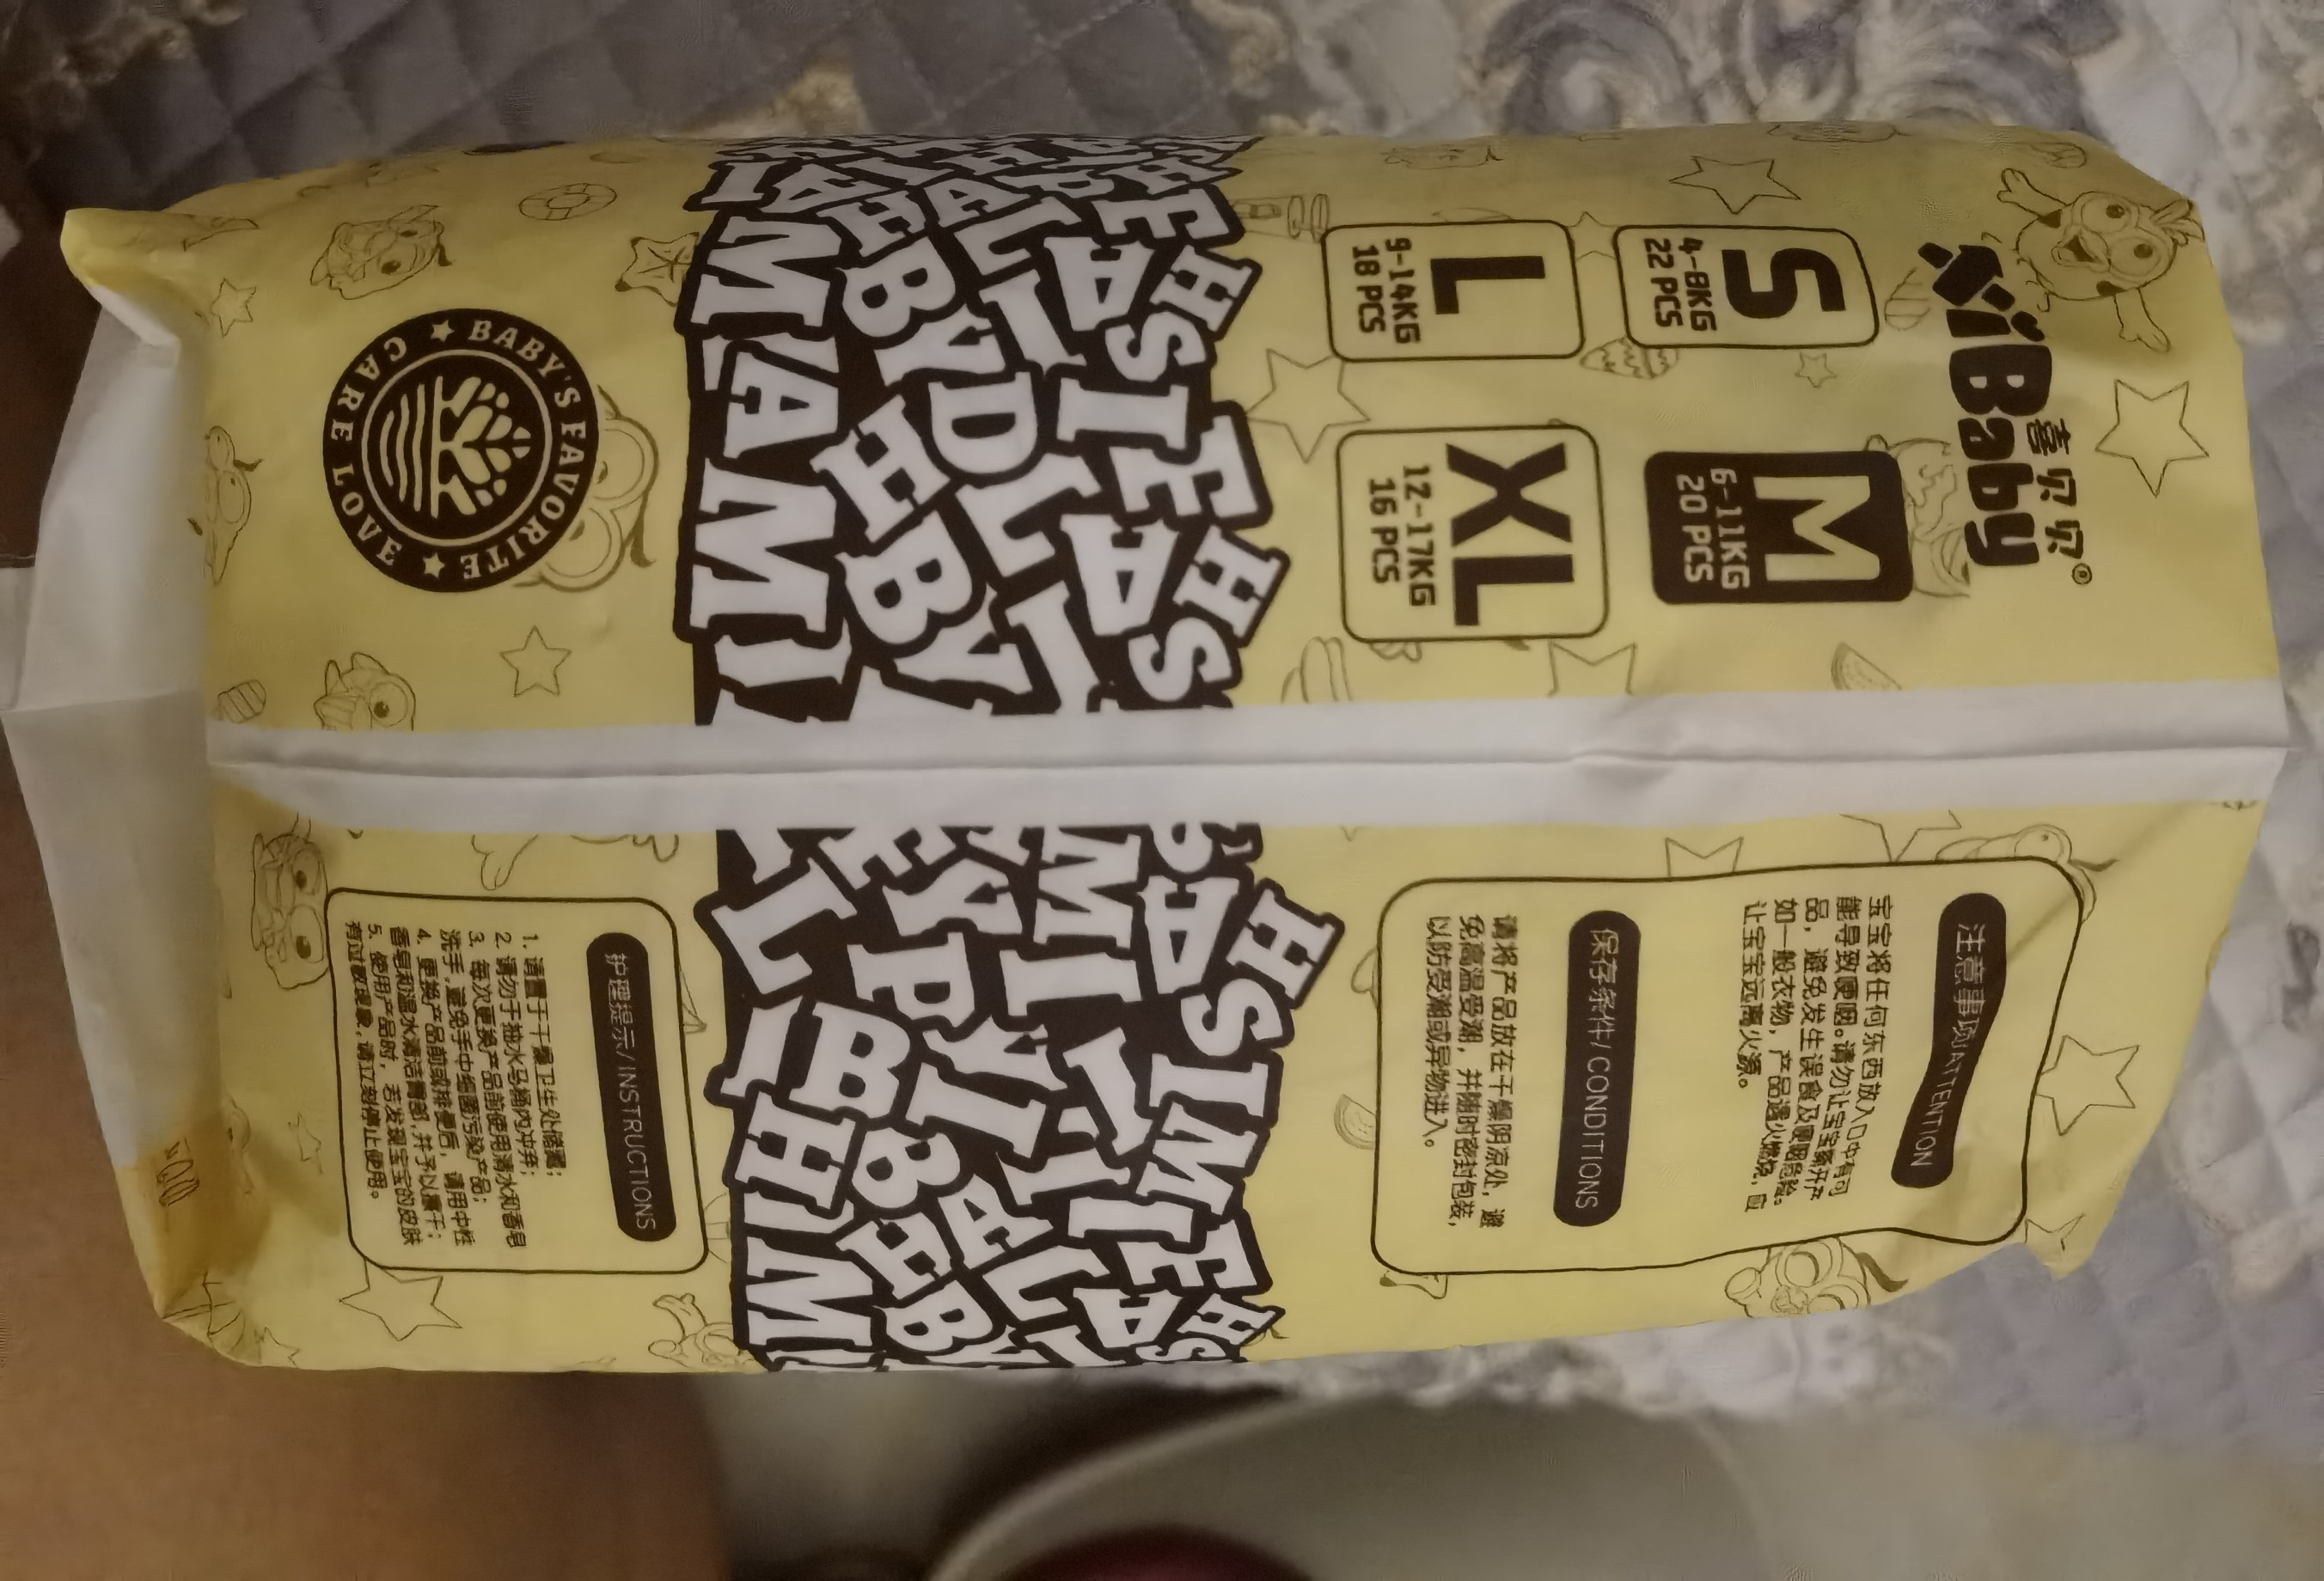 XiBaby
喜贝贝®
S
4-8KG
22 PCS
M
6-11KG
20 PCS
L
9-14KG
18 PCS
XL
12-17KG
16 PCS
BABY'S FAVORITE
CARE LOVE
注意事项/ATTENTION
宝宝将任何东西放入口中有可
能导致哽咽。请勿让宝宝撕开产
品，避免发生误食及哽咽危险。
如一般衣物，产品遇火燃烧，
让宝宝远离火源。
保存条件/CONDITIONS
请将产品放在干燥阴凉处，避
免高温受潮，并随时密封包装，
以防受潮或异物进入。
护理提示/INSTRUCTIONS
1. 请置于干燥卫生处储藏；
2. 请勿于抽水马桶内冲弃；
3. 每次更换产品前使用清水和香皂
洗手，避免手中细菌污染产品；
4. 更换产品前或排便后，请用中性
香皂和温水清洁臀部，并予以擦干；
5. 使用产品时，若发现宝宝的皮肤
有过敏现象，请立刻停止使用。